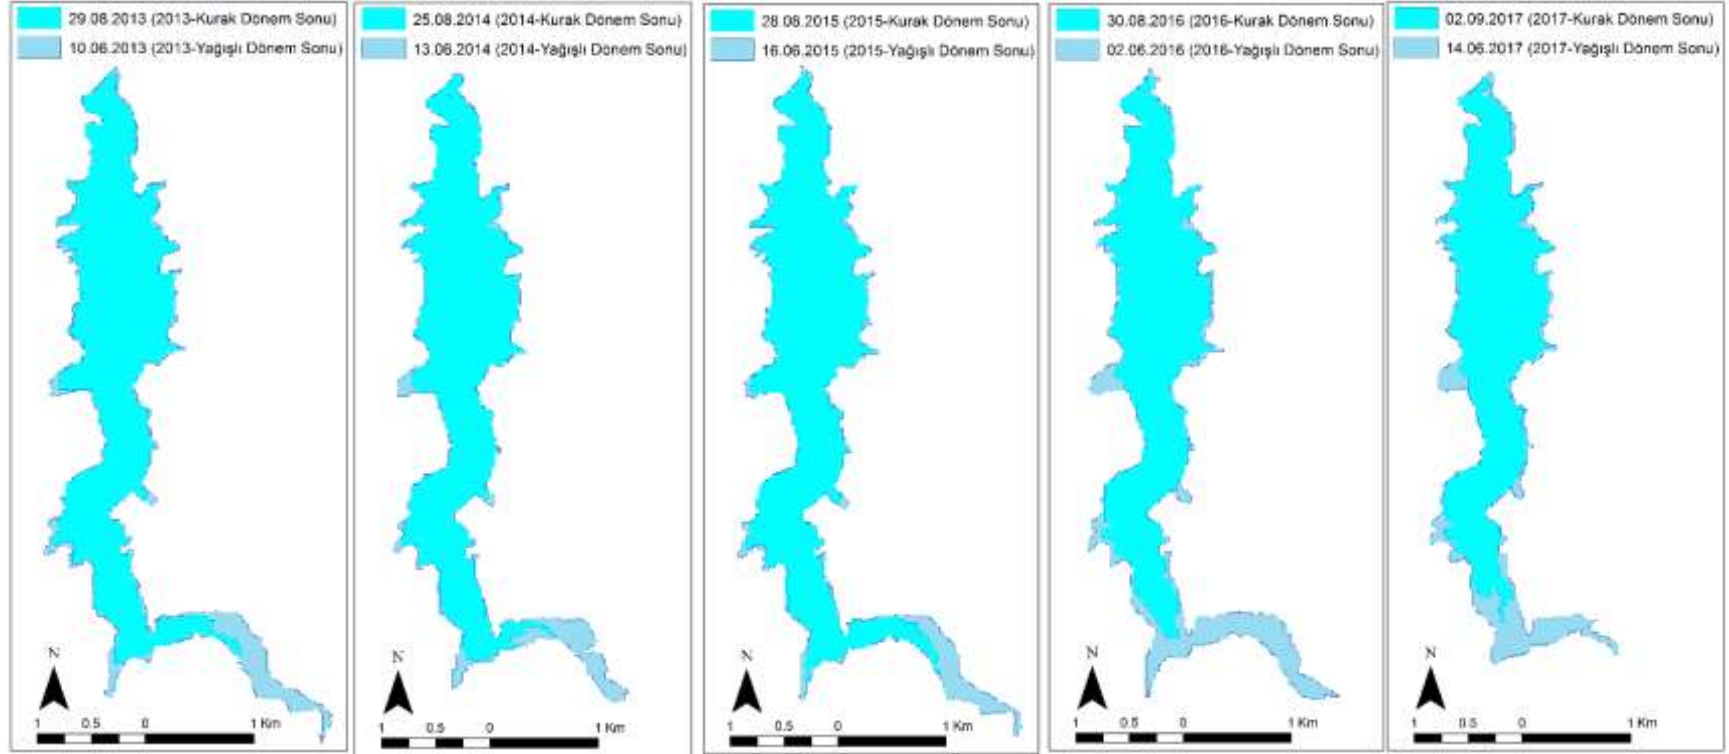 29.08.2013 (2013-Kurak Dönem Sonu)
10.06.2013 (2013-Yağışlı Dönem Sonu)
N
1 0.5 0 1 Km
25.08.2014 (2014-Kurak Dönem Sonu)
13.06.2014 (2014-Yağışlı Dönem Sonu)
N
1 0.5 0 1 Km
28.08.2015 (2015-Kurak Dönem Sonu)
16.06.2015 (2015-Yağışlı Dönem Sonu)
N
1 0.5 0 1 Km
30.08.2016 (2016-Kurak Dönem Sonu)
02.06.2016 (2016-Yağışlı Dönem Sonu)
N
1 0.5 0 1 Km
02.09.2017 (2017-Kurak Dönem Sonu)
14.06.2017 (2017-Yağışlı Dönem Sonu)
N
1 0.5 0 1 Km